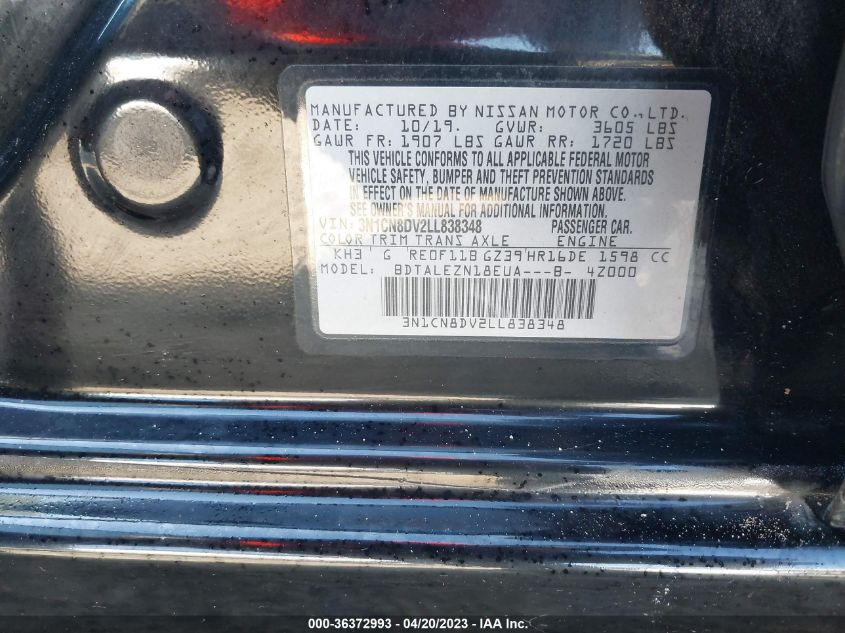 MANUFACTURED BY NISSAN MOTOR CO.,LTD.
DATE: 10/19. GVWR: 3605 LBS
GAWR FR: 1907 LBS GAWR RR: 1720 LBS
THIS VEHICLE CONFORMS TO ALL APPLICABLE FEDERAL MOTOR
VEHICLE SAFETY, BUMPER AND THEFT PREVENTION STANDARDS
IN EFFECT ON THE DATE OF MANUFACTURE SHOWN ABOVE.
SEE OWNER'S MANUAL FOR ADDITIONAL INFORMATION.
VIN: 3N1CN8DV2LL838348 PASSENGER CAR.
COLOR TRIM TRANS AXLE ENGINE
KH3 G RE0F11B GZ39 HR16DE 1598 CC
MODEL: BDTALEZN18EUA---B- 4Z000
3N1CN8DV2LL838348
000-36372993 - 04/20/2023 - IAA Inc.